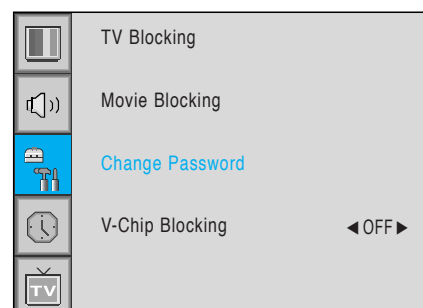 TV Blocking
Movie Blocking
Change Password
V-Chip Blocking ◀ OFF ▶
TV